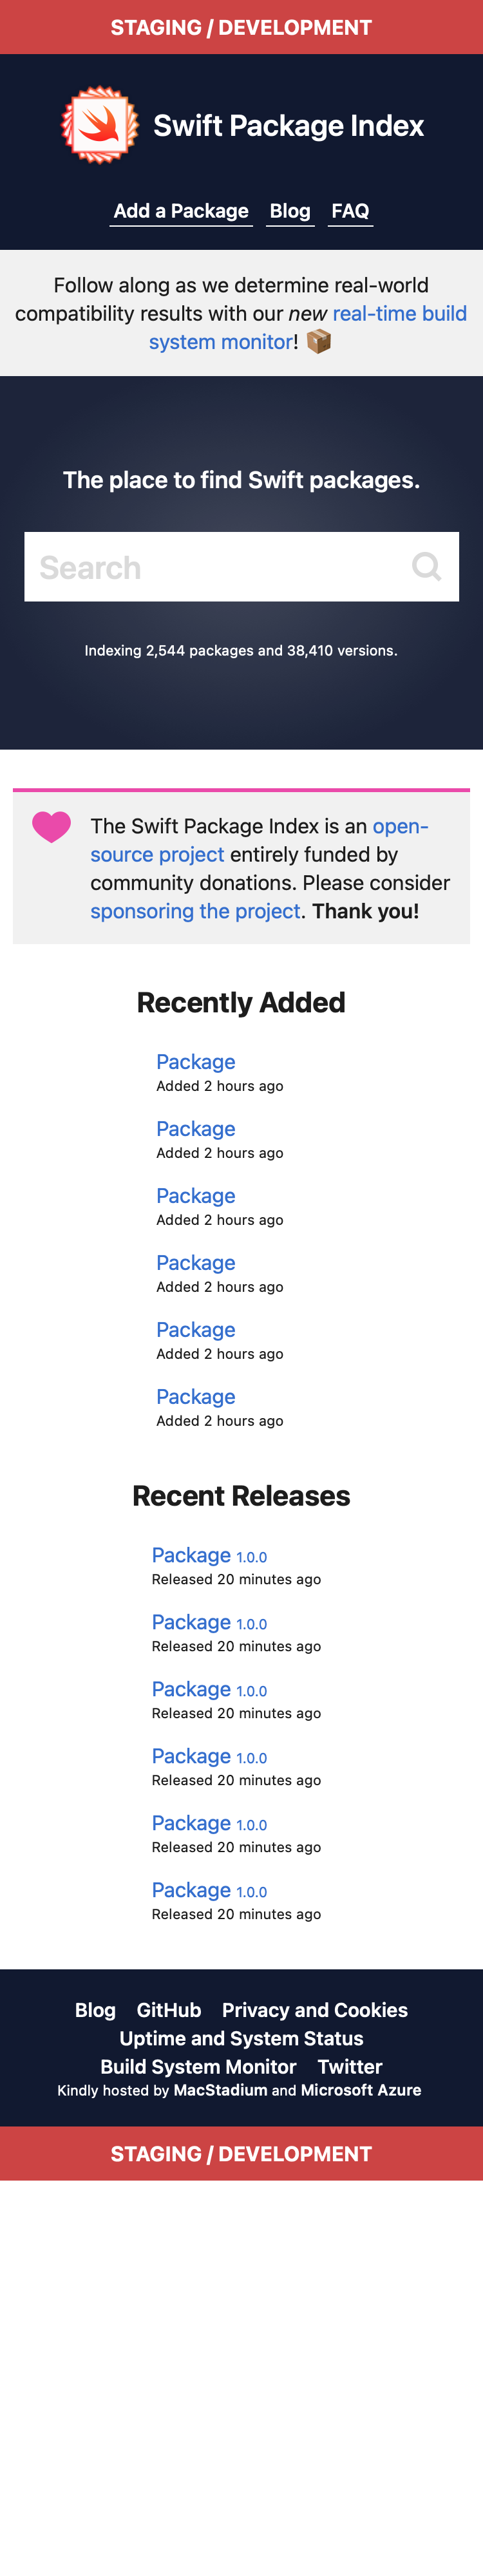 STAGING / DEVELOPMENT
Swift Package Index
Add a Package Blog FAQ
Follow along as we determine real-world
compatibility results with our new real-time build
system monitor! 📦
The place to find Swift packages.
Search
Indexing 2,544 packages and 38,410 versions.
The Swift Package Index is an open-
source project entirely funded by
community donations. Please consider
sponsoring the project. Thank you!
Recently Added
Package
Added 2 hours ago
Package
Added 2 hours ago
Package
Added 2 hours ago
Package
Added 2 hours ago
Package
Added 2 hours ago
Package
Added 2 hours ago
Recent Releases
Package 1.0.0
Released 20 minutes ago
Package 1.0.0
Released 20 minutes ago
Package 1.0.0
Released 20 minutes ago
Package 1.0.0
Released 20 minutes ago
Package 1.0.0
Released 20 minutes ago
Package 1.0.0
Released 20 minutes ago
Blog GitHub Privacy and Cookies
Uptime and System Status
Build System Monitor Twitter
Kindly hosted by MacStadium and Microsoft Azure
STAGING / DEVELOPMENT